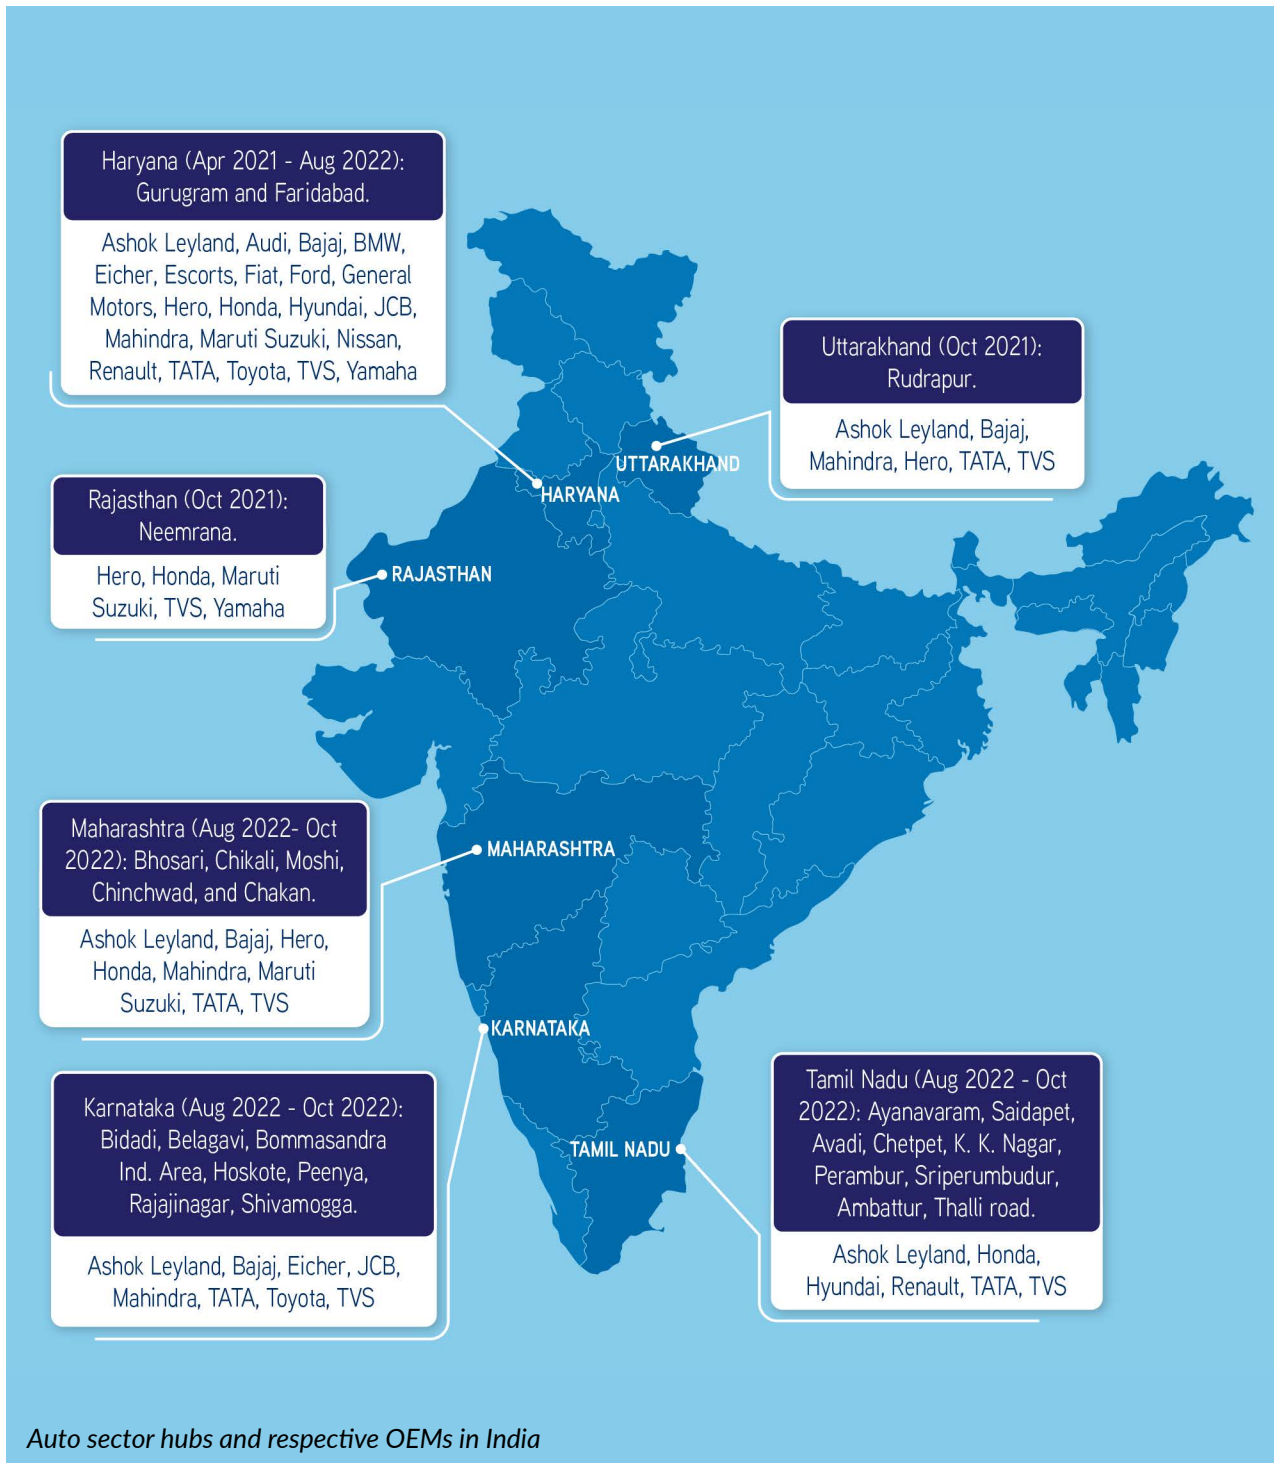 Haryana (Apr 2021 - Aug 2022):
Gurugram and Faridabad.
Ashok Leyland, Audi, Bajaj, BMW,
Eicher, Escorts, Fiat, Ford, General
Motors, Hero, Honda, Hyundai, JCB,
Mahindra, Maruti Suzuki, Nissan,
Renault, TATA, Toyota, TVS, Yamaha
Uttarakhand (Oct 2021):
Rudrapur.
Ashok Leyland, Bajaj,
Mahindra, Hero, TATA, TVS
UTTARAKHAND
HARYANA
Rajasthan (Oct 2021):
Neemrana.
Hero, Honda, Maruti
Suzuki, TVS, Yamaha
RAJASTHAN
Maharashtra (Aug 2022- Oct
2022): Bhosari, Chikali, Moshi,
Chinchwad, and Chakan.
Ashok Leyland, Bajaj, Hero,
Honda, Mahindra, Maruti
Suzuki, TATA, TVS
MAHARASHTRA
KARNATAKA
Karnataka (Aug 2022 - Oct 2022):
Bidadi, Belagavi, Bommasandra
Ind. Area, Hoskote, Peenya,
Rajajinagar, Shivamogga.
Ashok Leyland, Bajaj, Eicher, JCB,
Mahindra, TATA, Toyota, TVS
TAMIL NADU
Tamil Nadu (Aug 2022 - Oct
2022): Ayanavaram, Saidapet,
Avadi, Chetpet, K. K. Nagar,
Perambur, Sriperumbudur,
Ambattur, Thalli road.
Ashok Leyland, Honda,
Hyundai, Renault, TATA, TVS
Auto sector hubs and respective OEMs in India